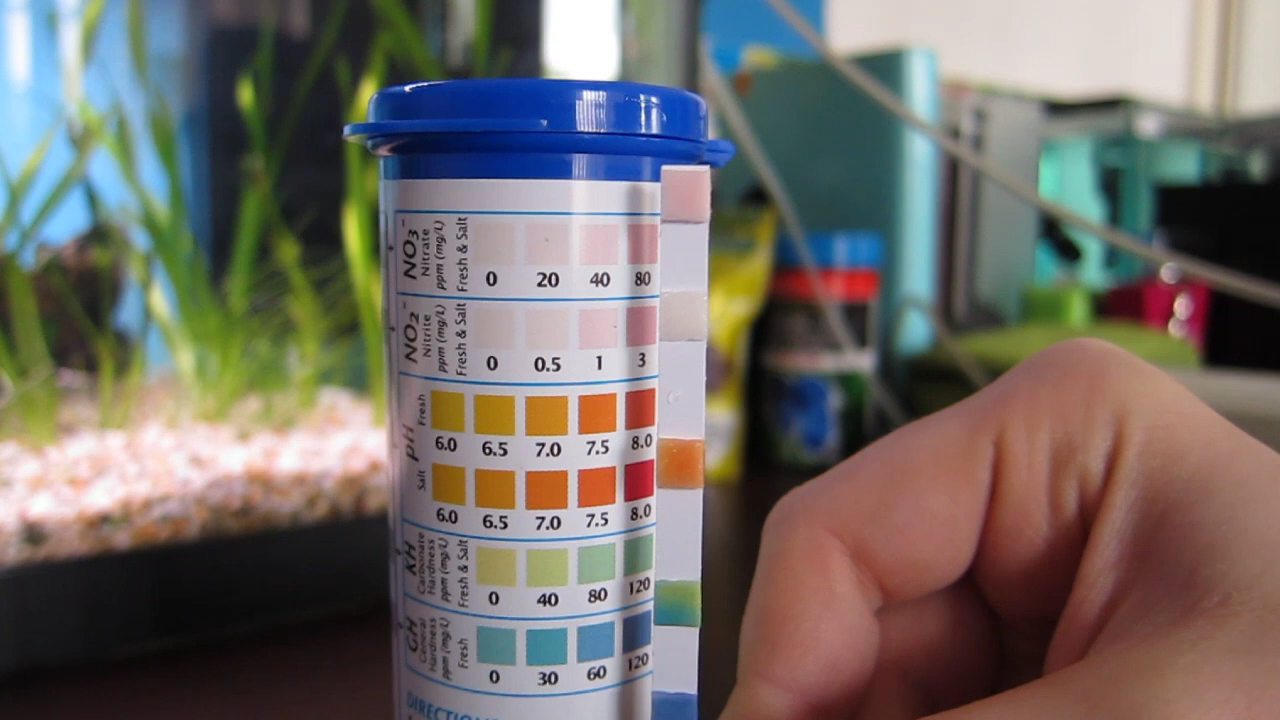 NO3-
Nitrate
ppm (mg/L)
Fresh & Salt
0 20 40 80
NO2-
Nitrite
ppm (mg/L)
Fresh & Salt
0 0.5 1 3
pH
Fresh
6.0 6.5 7.0 7.5 8.0
Salt
6.0 6.5 7.0 7.5 8.0
KH
Carbonate
Hardness
ppm (mg/L)
Fresh & Salt
0 40 80 120
GH
General
Hardness
ppm (mg/L)
Fresh
0 30 60 120